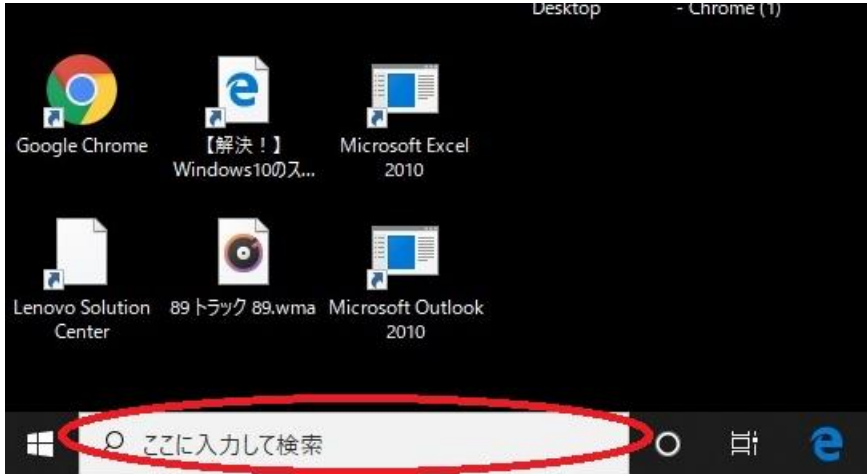 Desktop
- Chrome (1)
Google Chrome
【解決！】
Windows10のス...
Microsoft Excel
2010
Lenovo Solution
Center
89 トラック 89.wma
Microsoft Outlook
2010
ここに入力して検索